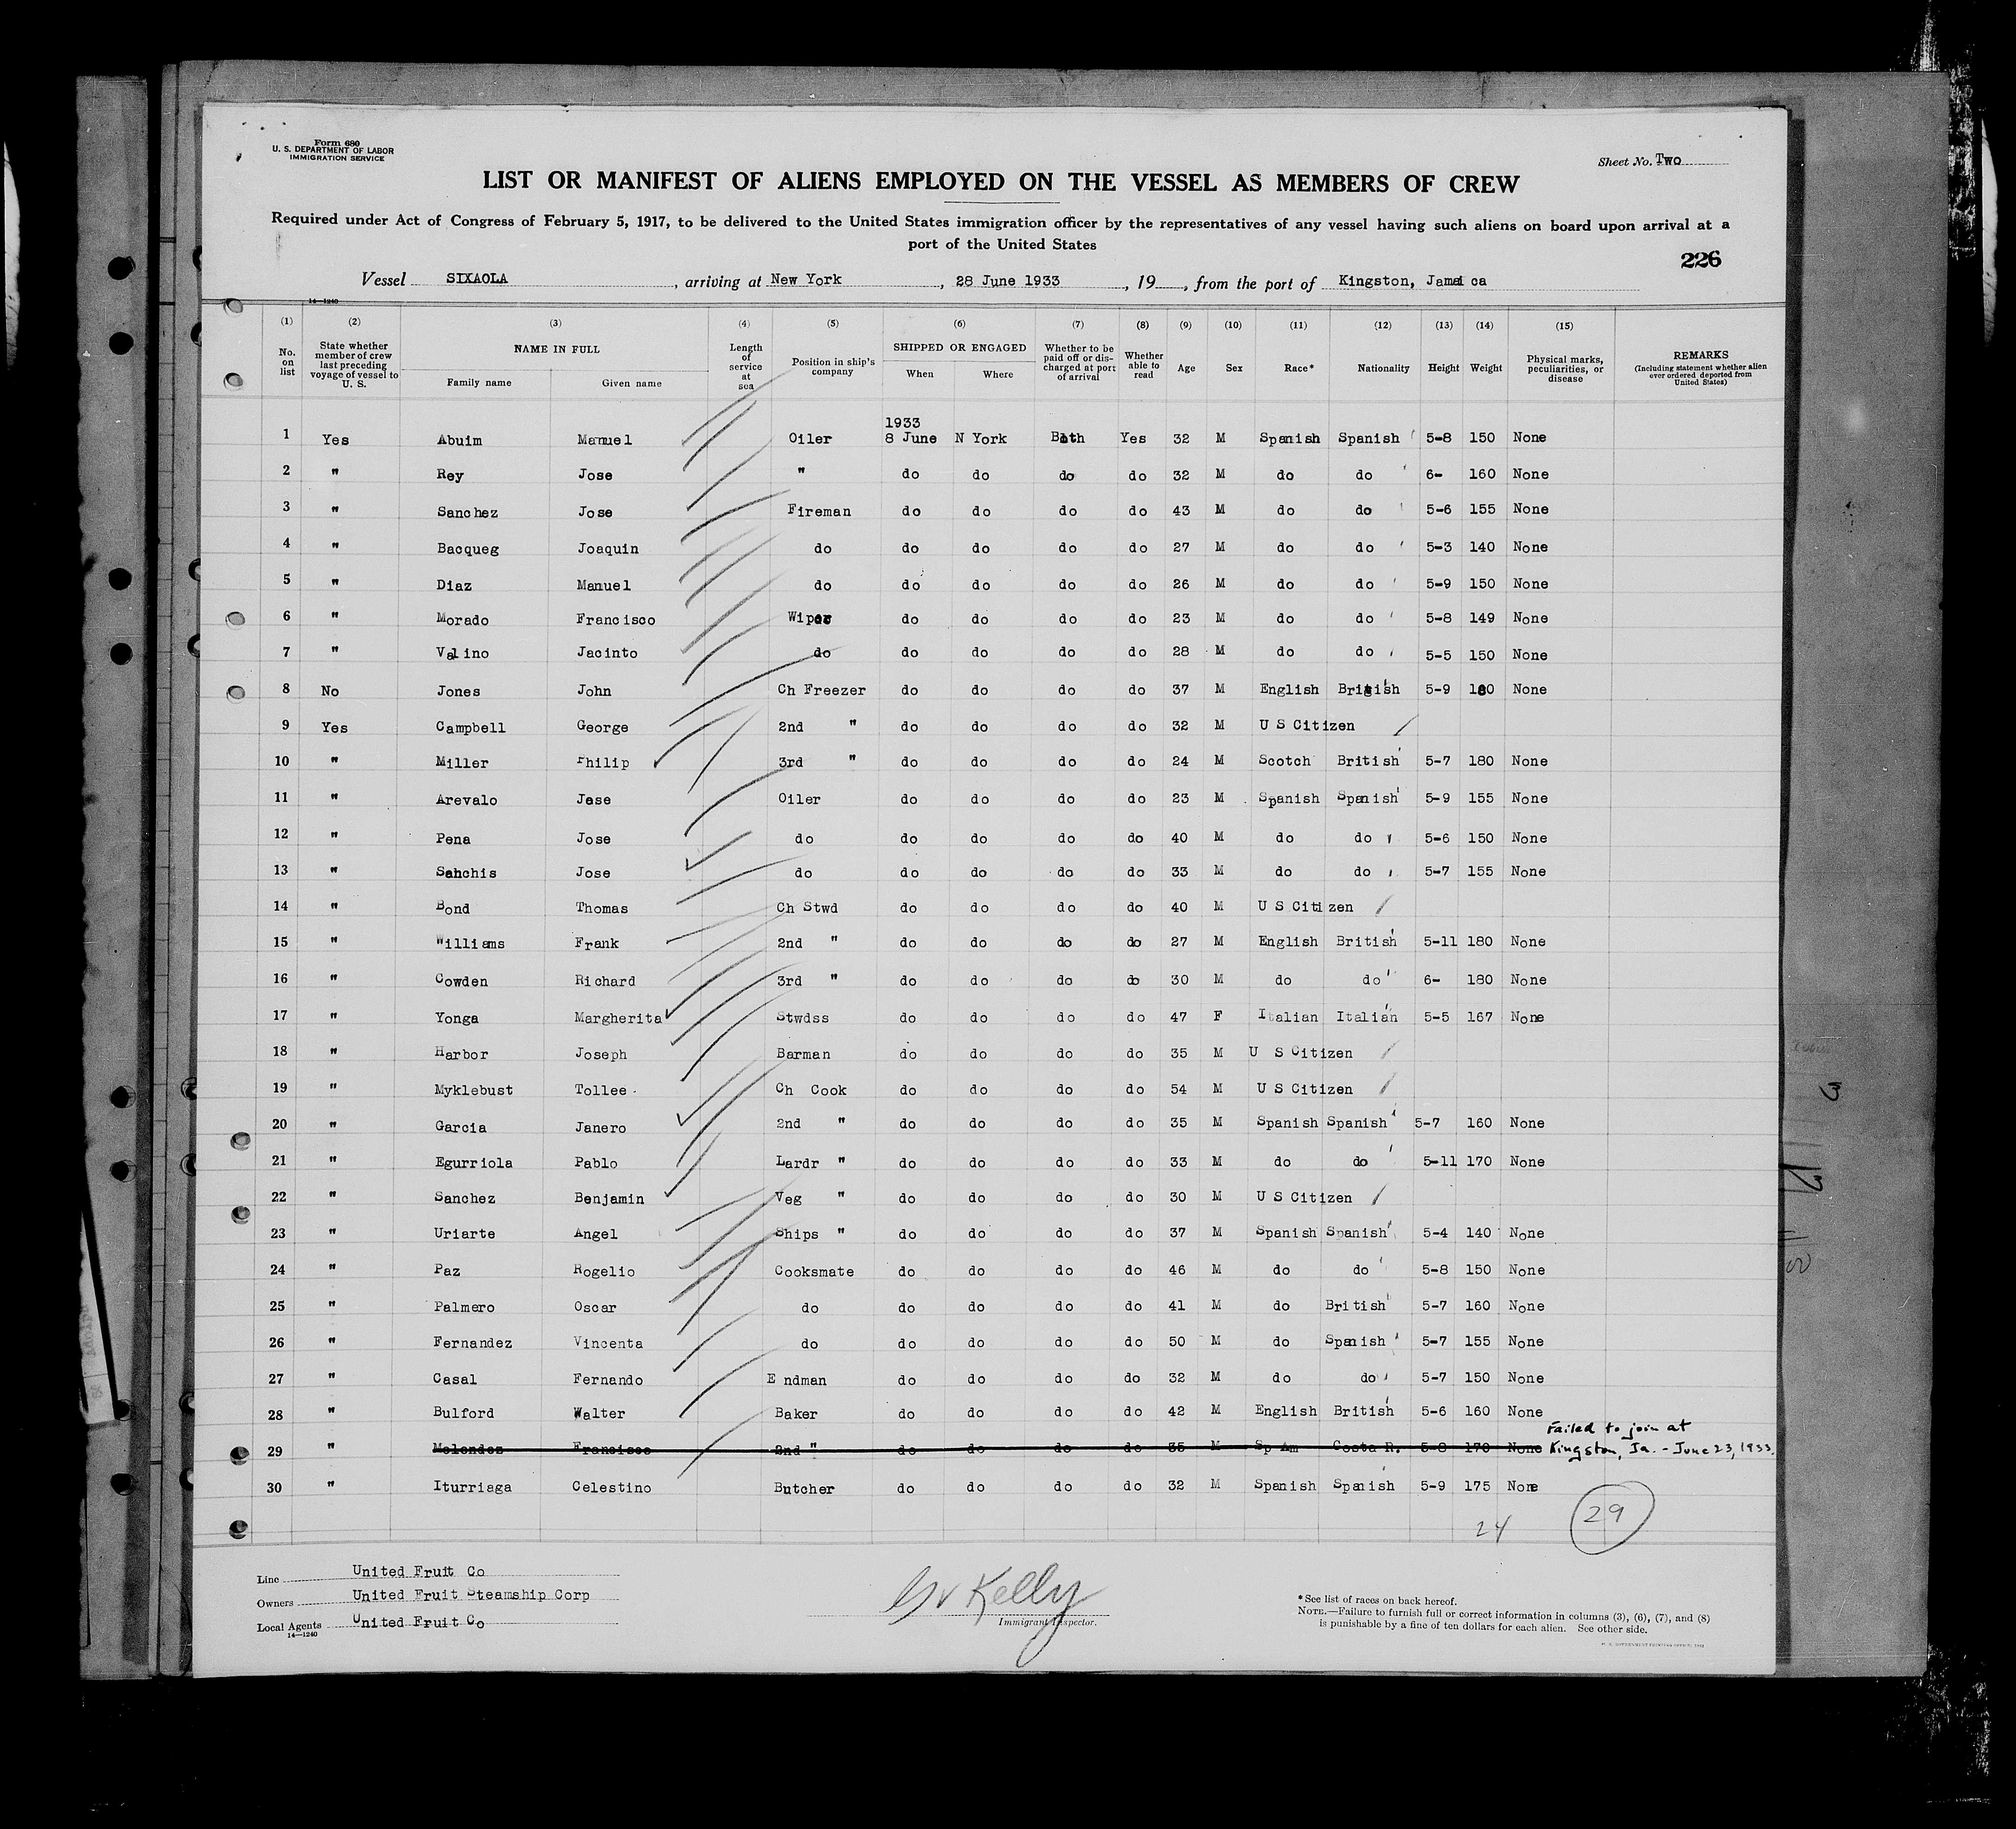 Form 680
U. S. DEPARTMENT OF LABOR
IMMIGRATION SERVICE
Sheet No. Two
LIST OR MANIFEST OF ALIENS EMPLOYED ON THE VESSEL AS MEMBERS OF CREW
Required under Act of Congress of February 5, 1917, to be delivered to the United States immigration officer by the representatives of any vessel having such aliens on board upon arrival at a
port of the United States
226
Vessel SIXAOLA, arriving at New York, 28 June 1933, 19, from the port of Kingston, Jamaica
14—1240
(1) (2) (3) (4) (5) (6) (7) (8) (9) (10) (11) (12) (13) (14) (15)
No. on list State whether member of crew last preceding voyage of vessel to U. S. NAME IN FULL Family name Given name Length of service at sea Position in ship's company SHIPPED OR ENGAGED When Where Whether to be paid off or discharged at port of arrival Whether able to read Age Sex Race* Nationality Height Weight Physical marks, peculiarities, or disease REMARKS (Including statement whether alien ever ordered deported from United States)
1933
1 Yes Abuim Manuel Oiler 8 June N York Both Yes 32 M Spanish Spanish 5-8 150 None
2 " Rey Jose " do do do do 32 M do do 6- 160 None
3 " Sanchez Jose Fireman do do do do 43 M do do 5-6 155 None
4 " Bacqueg Joaquin do do do do do 27 M do do 5-3 140 None
5 " Diaz Manuel do do do do do 26 M do do 5-9 150 None
6 " Morado Francisco Wiper do do do do 23 M do do 5-8 149 None
7 " Valino Jacinto do do do do do 28 M do do 5-5 150 None
8 No Jones John Ch Freezer do do do do 37 M English British 5-9 180 None
9 Yes Campbell George 2nd " do do do do 32 M U S Citizen
10 " Miller Philip 3rd " do do do do 24 M Scotch British 5-7 180 None
11 " Arevalo Jose Oiler do do do do 23 M Spanish Spanish 5-9 155 None
12 " Pena Jose do do do do do 40 M do do 5-6 150 None
13 " Sanchis Jose do do do do do 33 M do do 5-7 155 None
14 " Bond Thomas Ch Stwd do do do do 40 M U S Citizen
15 " Williams Frank 2nd " do do do do 27 M English British 5-11 180 None
16 " Cowden Richard 3rd " do do do do 30 M do do 6- 180 None
17 " Yonga Margherita Stwdss do do do do 47 F Italian Italian 5-5 167 None
18 " Harbor Joseph Barman do do do do 35 M U S Citizen
19 " Myklebust Tollee Ch Cook do do do do 54 M U S Citizen
20 " Garcia Janero 2nd " do do do do 35 M Spanish Spanish 5-7 160 None
21 " Egurriola Pablo Lardr " do do do do 33 M do do 5-11 170 None
22 " Sanchez Benjamin Veg " do do do do 30 M U S Citizen
23 " Uriarte Angel Ships " do do do do 37 M Spanish Spanish 5-4 140 None
24 " Paz Rogelio Cooksmate do do do do 46 M do do 5-8 150 None
25 " Palmero Oscar do do do do do 41 M do British 5-7 160 None
26 " Fernandez Vincenta do do do do do 50 M do Spanish 5-7 155 None
27 " Casal Fernando Endman do do do do 32 M do do 5-7 150 None
28 " Bulford Walter Baker do do do do 42 M English British 5-6 160 None
29 " Melendez Francisco 2nd " do do do do 35 M Sp Am Costa R. 5-8 170 None Failed to join at
Kingston, Ja. - June 23, 1933.
30 " Iturriaga Celestino Butcher do do do do 32 M Spanish Spanish 5-9 175 None
24 29
Line United Fruit Co
Owners United Fruit Steamship Corp
Local Agents United Fruit Co
14—1240
Kelly
Immigrant Inspector.
* See list of races on back hereof.
NOTE.—Failure to furnish full or correct information in columns (3), (6), (7), and (8)
is punishable by a fine of ten dollars for each alien. See other side.